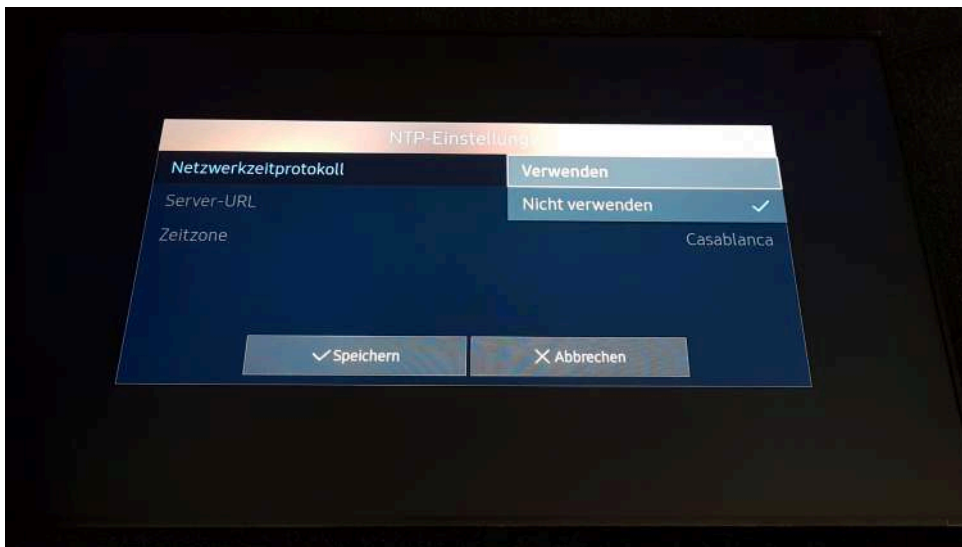 NTP-Einstellung
Netzwerkzeitprotokoll
Verwenden
Server-URL
Nicht verwenden
Zeitzone
Casablanca
Speichern
Abbrechen